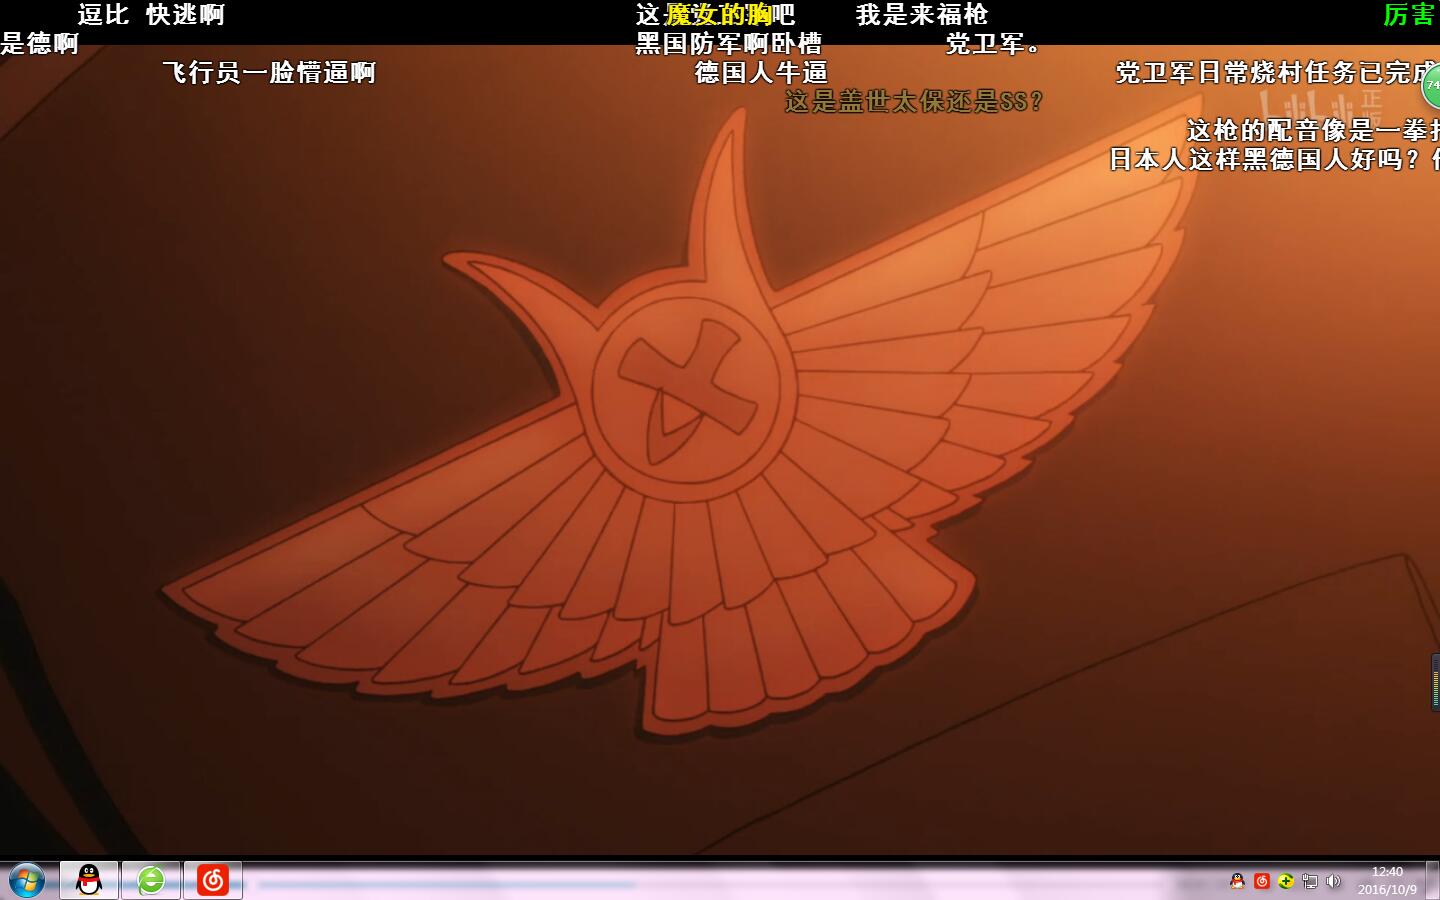 逗比 快逃啊
这
魔女的胸
吧
我是来福枪
厉害
是德啊
黑国防军啊卧槽
党卫军。
飞行员一脸懵逼啊
德国人牛逼
党卫军日常烧村任务已完成
74
这是盖世太保还是SS？
正版
这枪的配音像是一拳
日本人这样黑德国人好吗？
12:40
2016/10/9